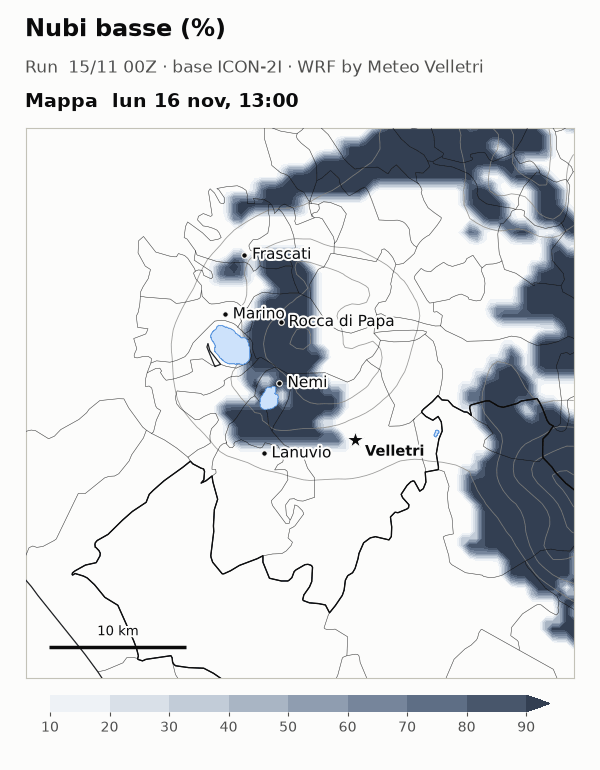 Nubi basse (%)
Run  15/11 00Z · base ICON-2I · WRF by Meteo Velletri
Mappa  lun 16 nov, 13:00
Frascati
Marino
Rocca di Papa
Nemi
Velletri
Lanuvio
10 km
10 20 30 40 50 60 70 80 90